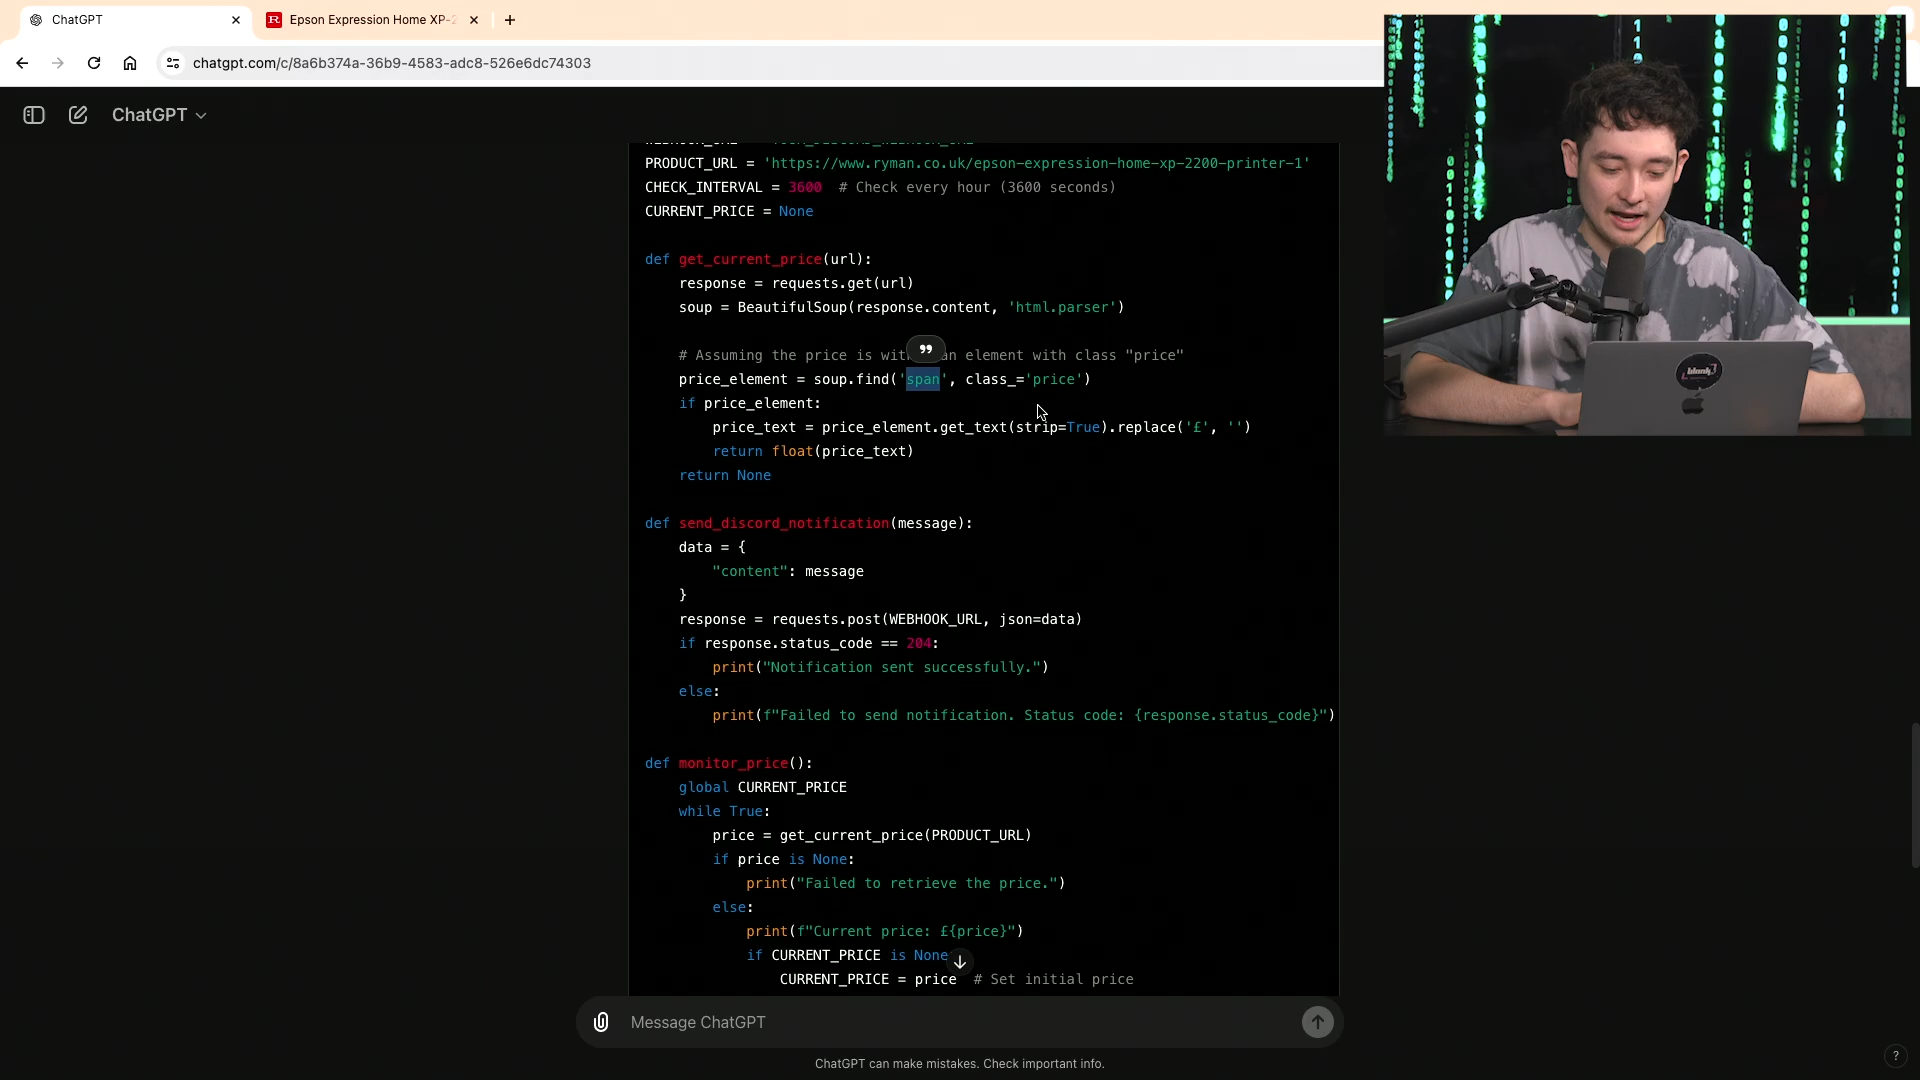 ChatGPT
Epson Expression Home XP-2
chatgpt.com/c/8a6b374a-36b9-4583-adc8-526e6dc74303
ChatGPT
PRODUCT_URL = 'https://www.ryman.co.uk/epson-expression-home-xp-2200-printer-1'
CHECK_INTERVAL = 3600  # Check every hour (3600 seconds)
CURRENT_PRICE = None
def get_current_price(url):
response = requests.get(url)
soup = BeautifulSoup(response.content, 'html.parser')
# Assuming the price is with an element with class "price"
price_element = soup.find('span', class_='price')
if price_element:
price_text = price_element.get_text(strip=True).replace('£', '')
return float(price_text)
return None
def send_discord_notification(message):
data = {
"content": message
}
response = requests.post(WEBHOOK_URL, json=data)
if response.status_code == 204:
print("Notification sent successfully.")
else:
print(f"Failed to send notification. Status code: {response.status_code}")
def monitor_price():
global CURRENT_PRICE
while True:
price = get_current_price(PRODUCT_URL)
if price is None:
print("Failed to retrieve the price.")
else:
print(f"Current price: £{price}")
if CURRENT_PRICE is None
CURRENT_PRICE = price  # Set initial price
Message ChatGPT
ChatGPT can make mistakes. Check important info.
?
blank